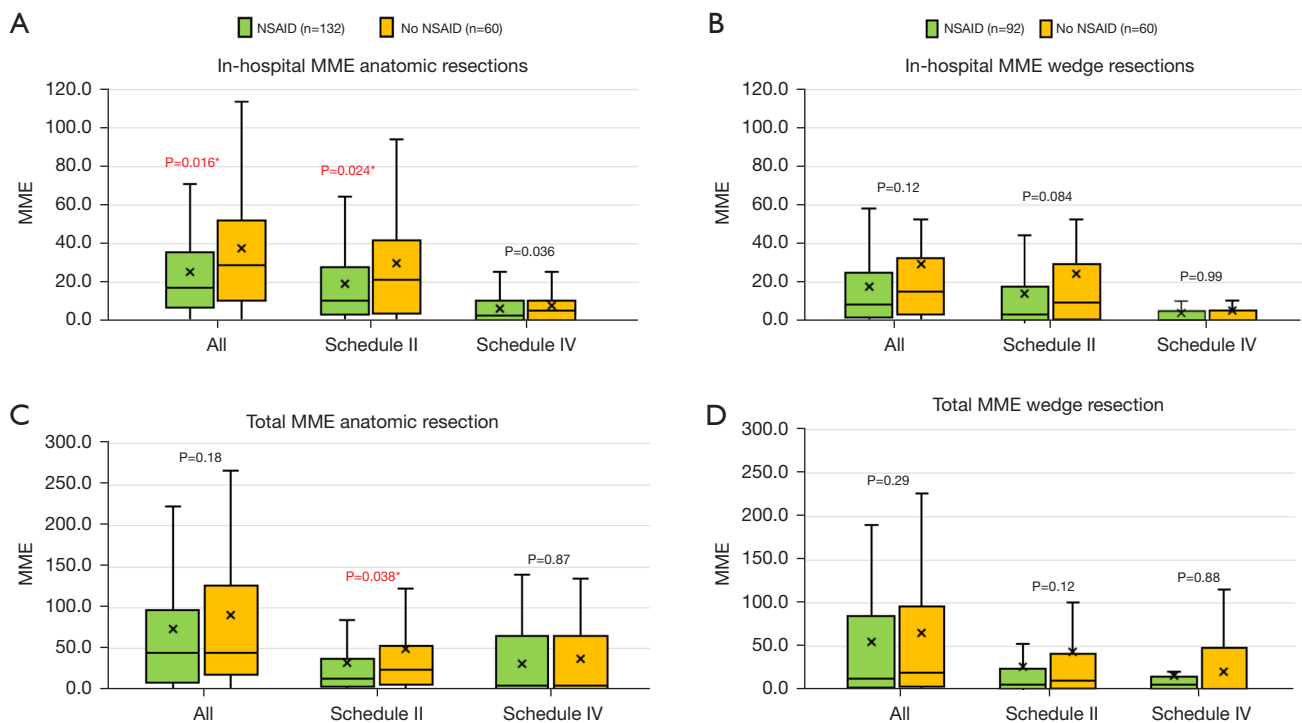 A
NSAID (n=132) No NSAID (n=60)
In-hospital MME anatomic resections
MME
120.0
100.0
80.0
60.0
40.0
20.0
0.0
P=0.016*
P=0.024*
P=0.036
All Schedule II Schedule IV
B
NSAID (n=92) No NSAID (n=60)
In-hospital MME wedge resections
MME
120.0
100.0
80.0
60.0
40.0
20.0
0.0
P=0.12
P=0.084
P=0.99
All Schedule II Schedule IV
C
Total MME anatomic resection
MME
300.0
250.0
200.0
150.0
100.0
50.0
0.0
P=0.18
P=0.038*
P=0.87
All Schedule II Schedule IV
D
Total MME wedge resection
MME
300.0
250.0
200.0
150.0
100.0
50.0
0.0
P=0.29
P=0.12
P=0.88
All Schedule II Schedule IV